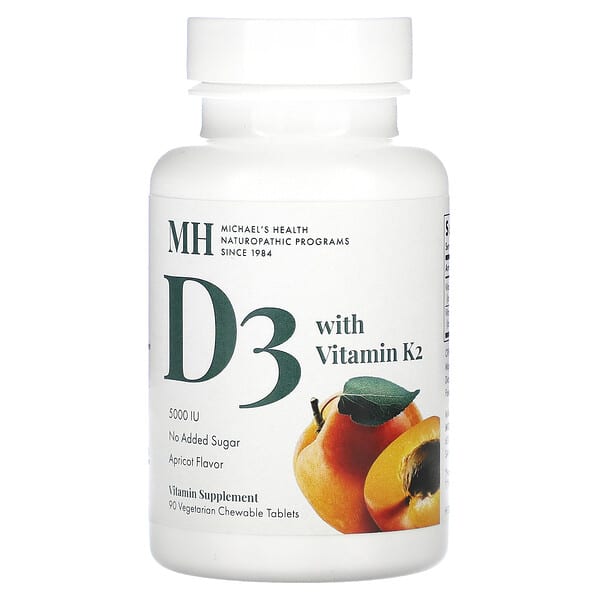 MH
MICHAEL'S HEALTH
NATUROPATHIC PROGRAMS
SINCE 1984
D3
with
Vitamin K2
5000 IU
No Added Sugar
Apricot Flavor
Vitamin Supplement
90 Vegetarian Chewable Tablets